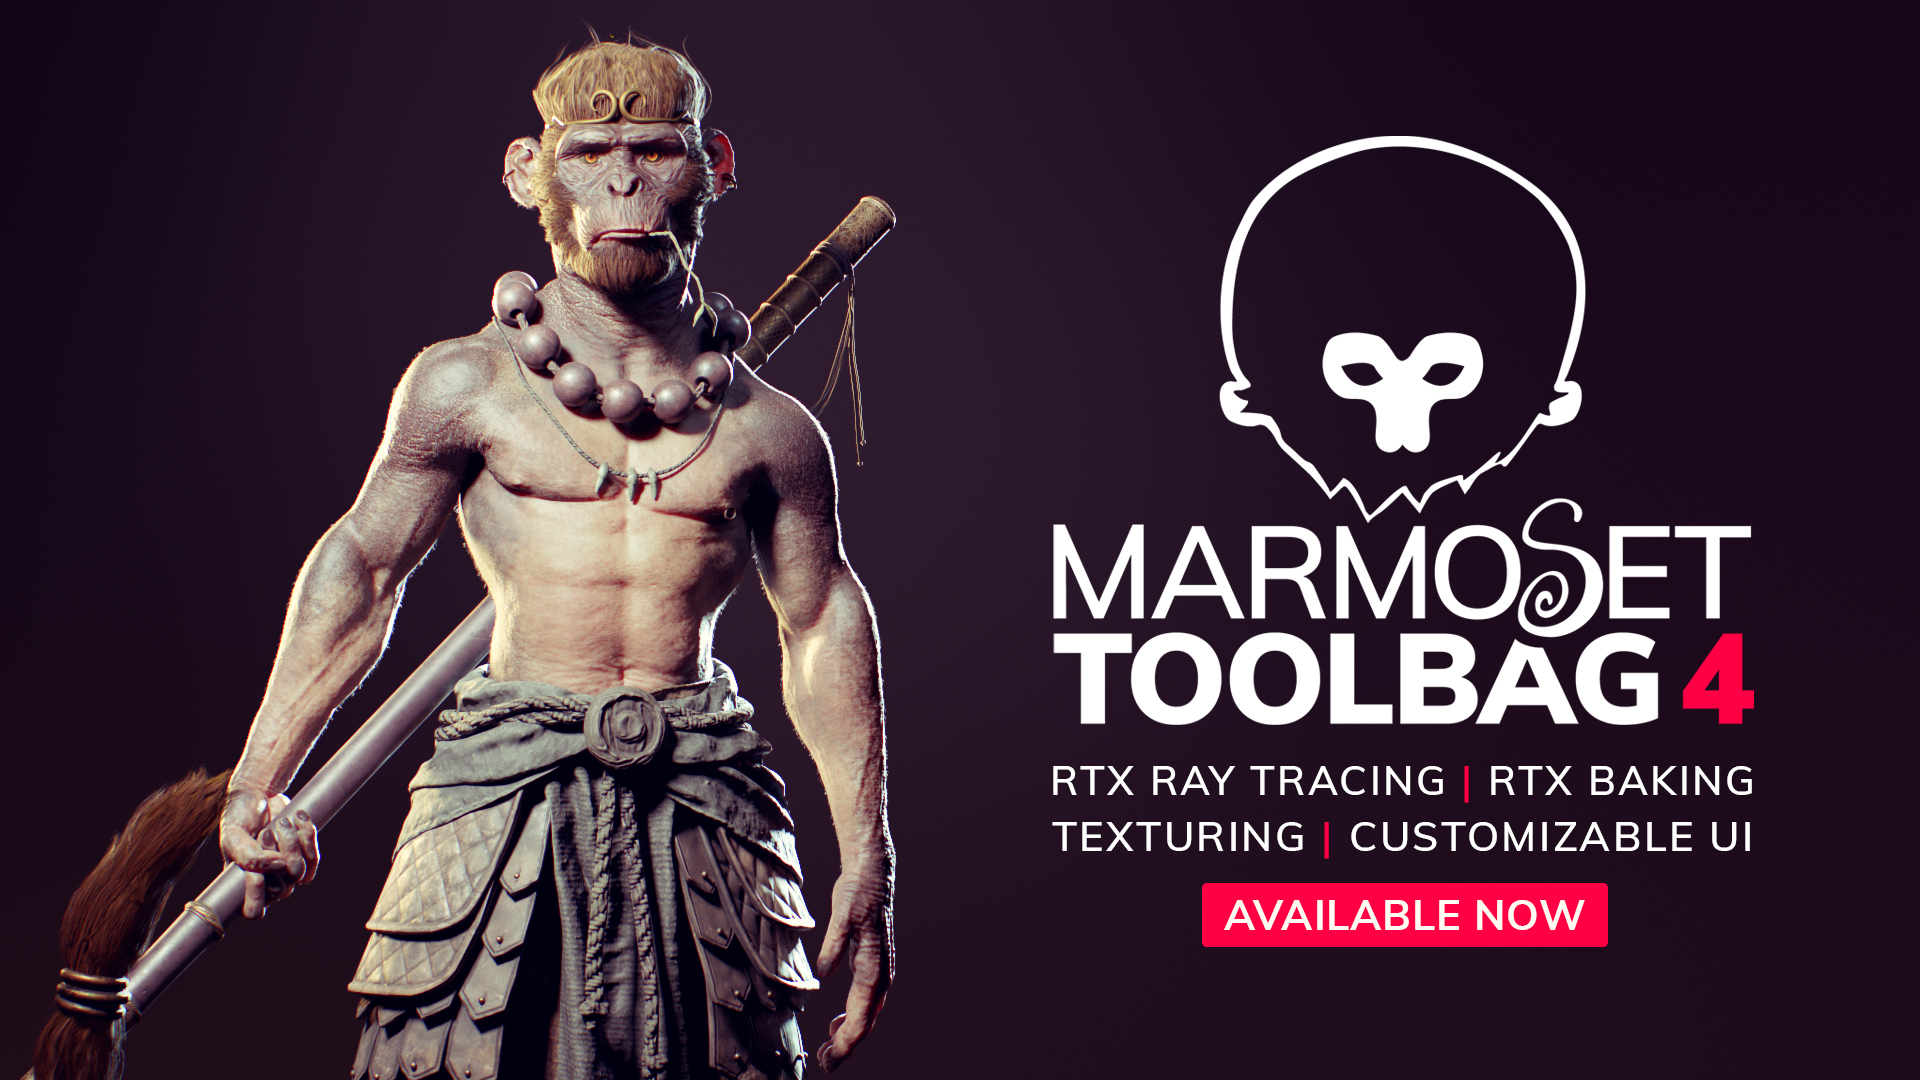 MARMOSET
TOOLBAG 4
RTX RAY TRACING | RTX BAKING
TEXTURING | CUSTOMIZABLE UI
AVAILABLE NOW